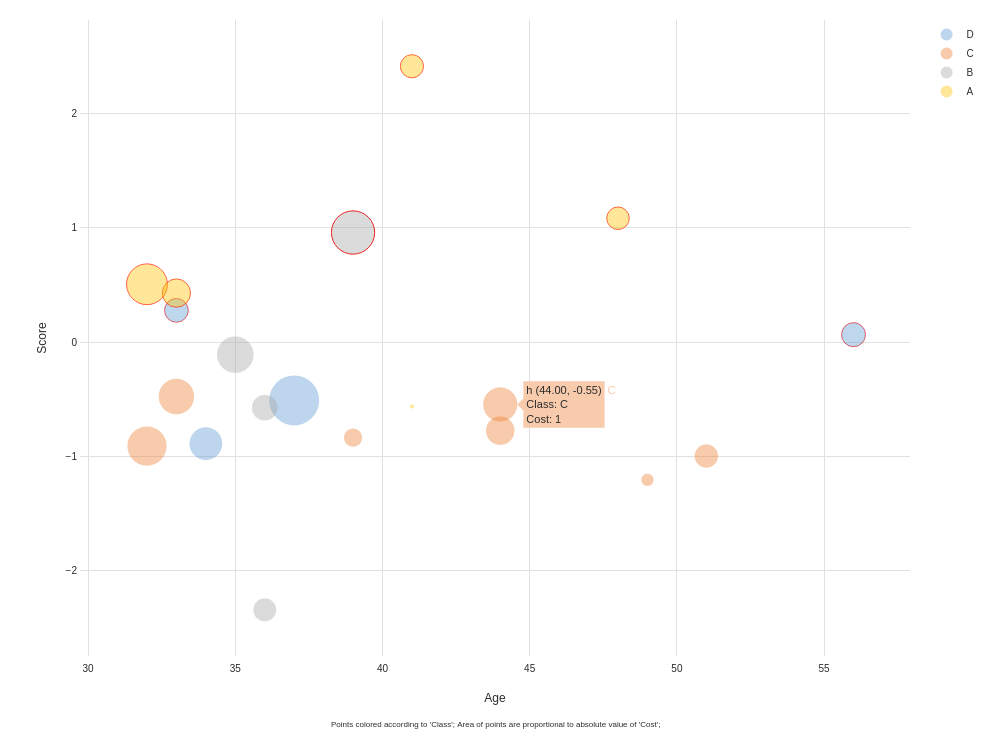 D
C
B
A
2
1
0
−1
−2
Score
h (44.00, -0.55) C
Class: C
Cost: 1
30 35 40 45 50 55
Age
Points colored according to 'Class'; Area of points are proportional to absolute value of 'Cost';